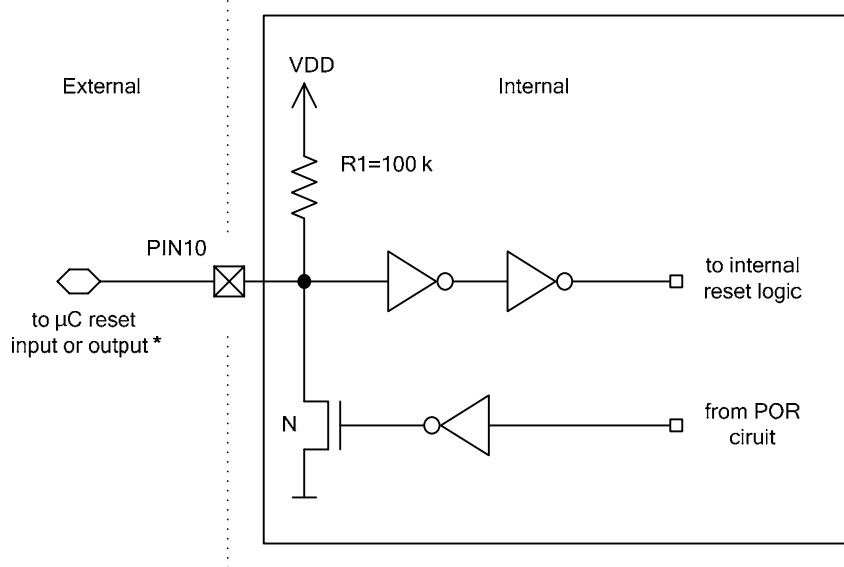 External
Internal
VDD
R1=100 k
PIN10
to internal
reset logic
to µC reset
input or output *
N
from POR
ciruit